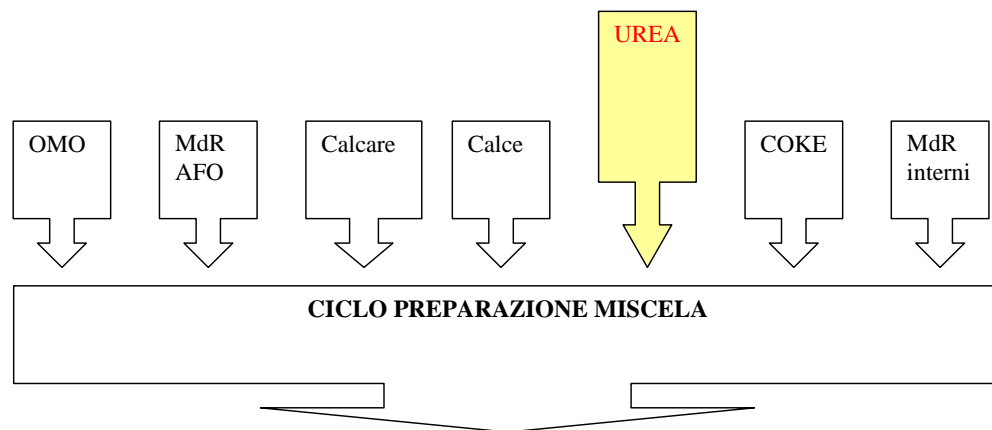 UREA
OMO
MdR
AFO
Calcare
Calce
COKE
MdR
interni
CICLO PREPARAZIONE MISCELA